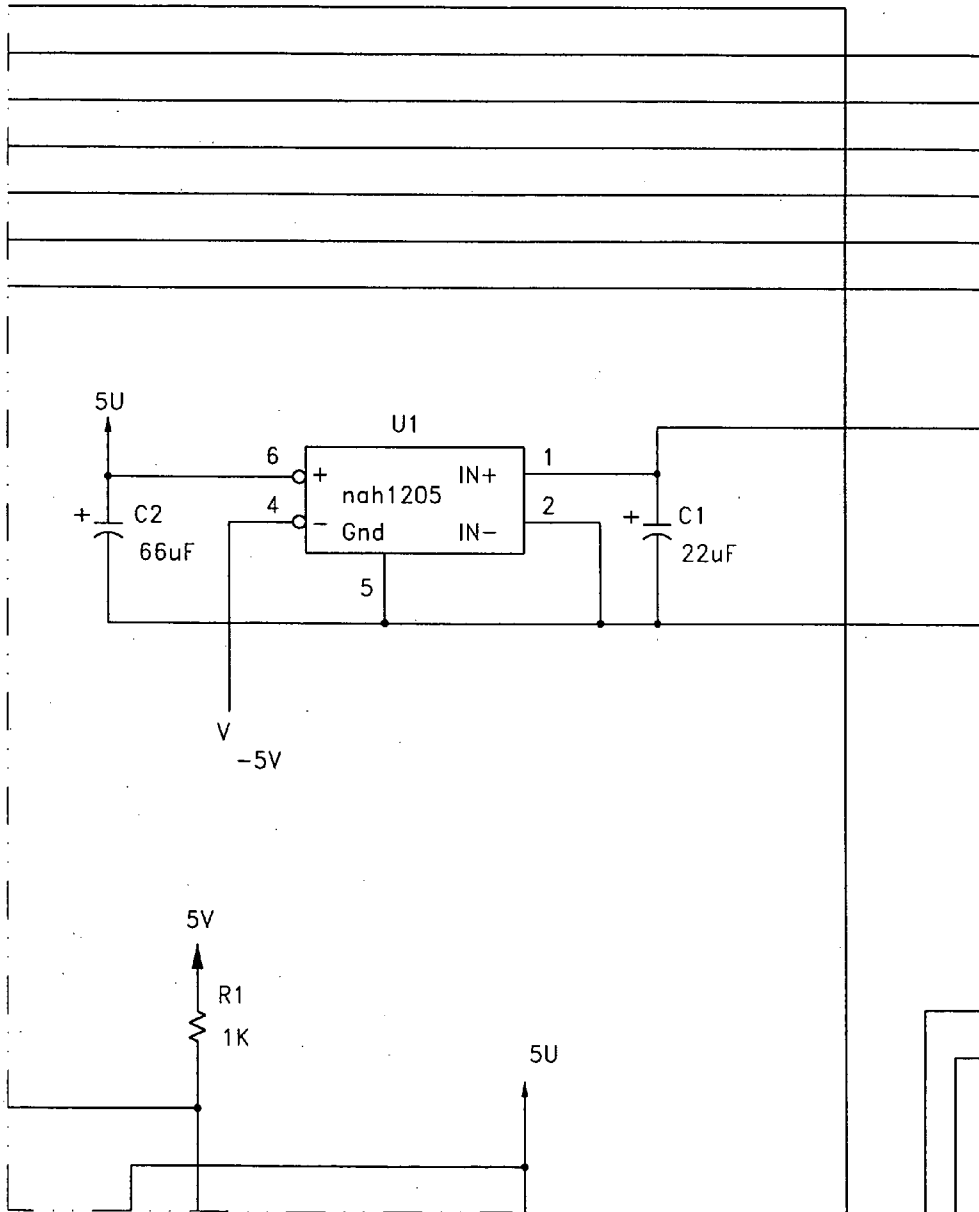 5U
U1
6
+
IN+
1
nah1205
4
-
Gnd
IN-
2
5
+
C2
66uF
+
C1
22uF
V
-5V
5V
R1
1K
5U